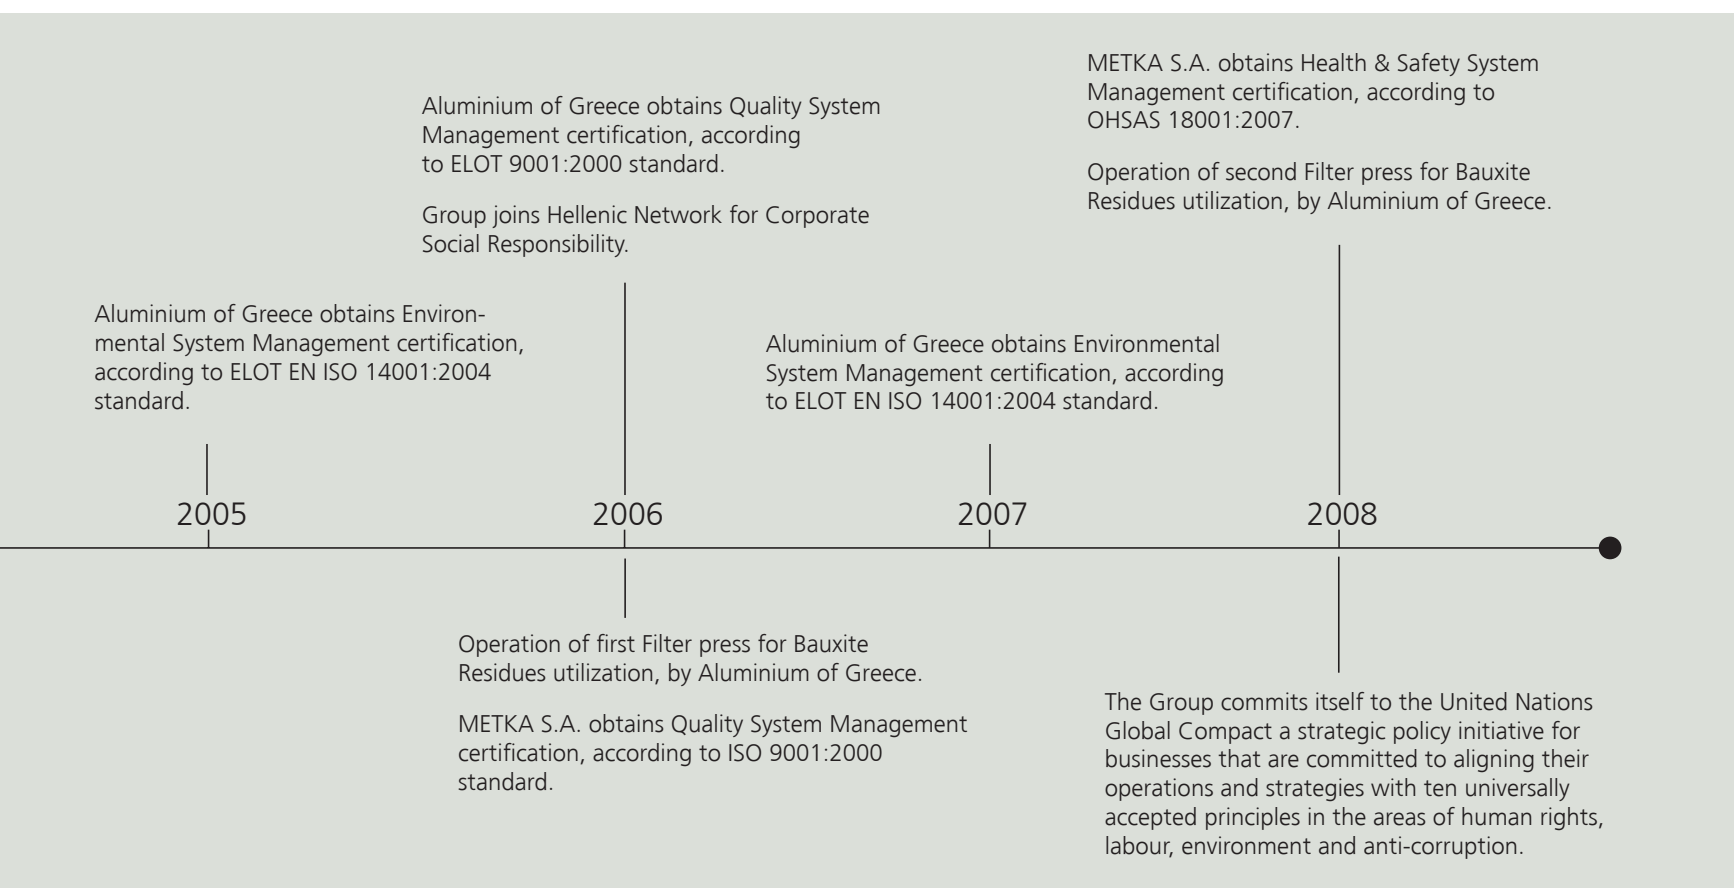 METKA S.A. obtains Health & Safety System
Management certification, according to
OHSAS 18001:2007.
Operation of second Filter press for Bauxite
Residues utilization, by Aluminium of Greece.
Aluminium of Greece obtains Quality System
Management certification, according
to ELOT 9001:2000 standard.
Group joins Hellenic Network for Corporate
Social Responsibility.
Aluminium of Greece obtains Environ-
mental System Management certification,
according to ELOT EN ISO 14001:2004
standard.
Aluminium of Greece obtains Environmental
System Management certification, according
to ELOT EN ISO 14001:2004 standard.
2005
2006
2007
2008
Operation of first Filter press for Bauxite
Residues utilization, by Aluminium of Greece.
METKA S.A. obtains Quality System Management
certification, according to ISO 9001:2000
standard.
The Group commits itself to the United Nations
Global Compact a strategic policy initiative for
businesses that are committed to aligning their
operations and strategies with ten universally
accepted principles in the areas of human rights,
labour, environment and anti-corruption.